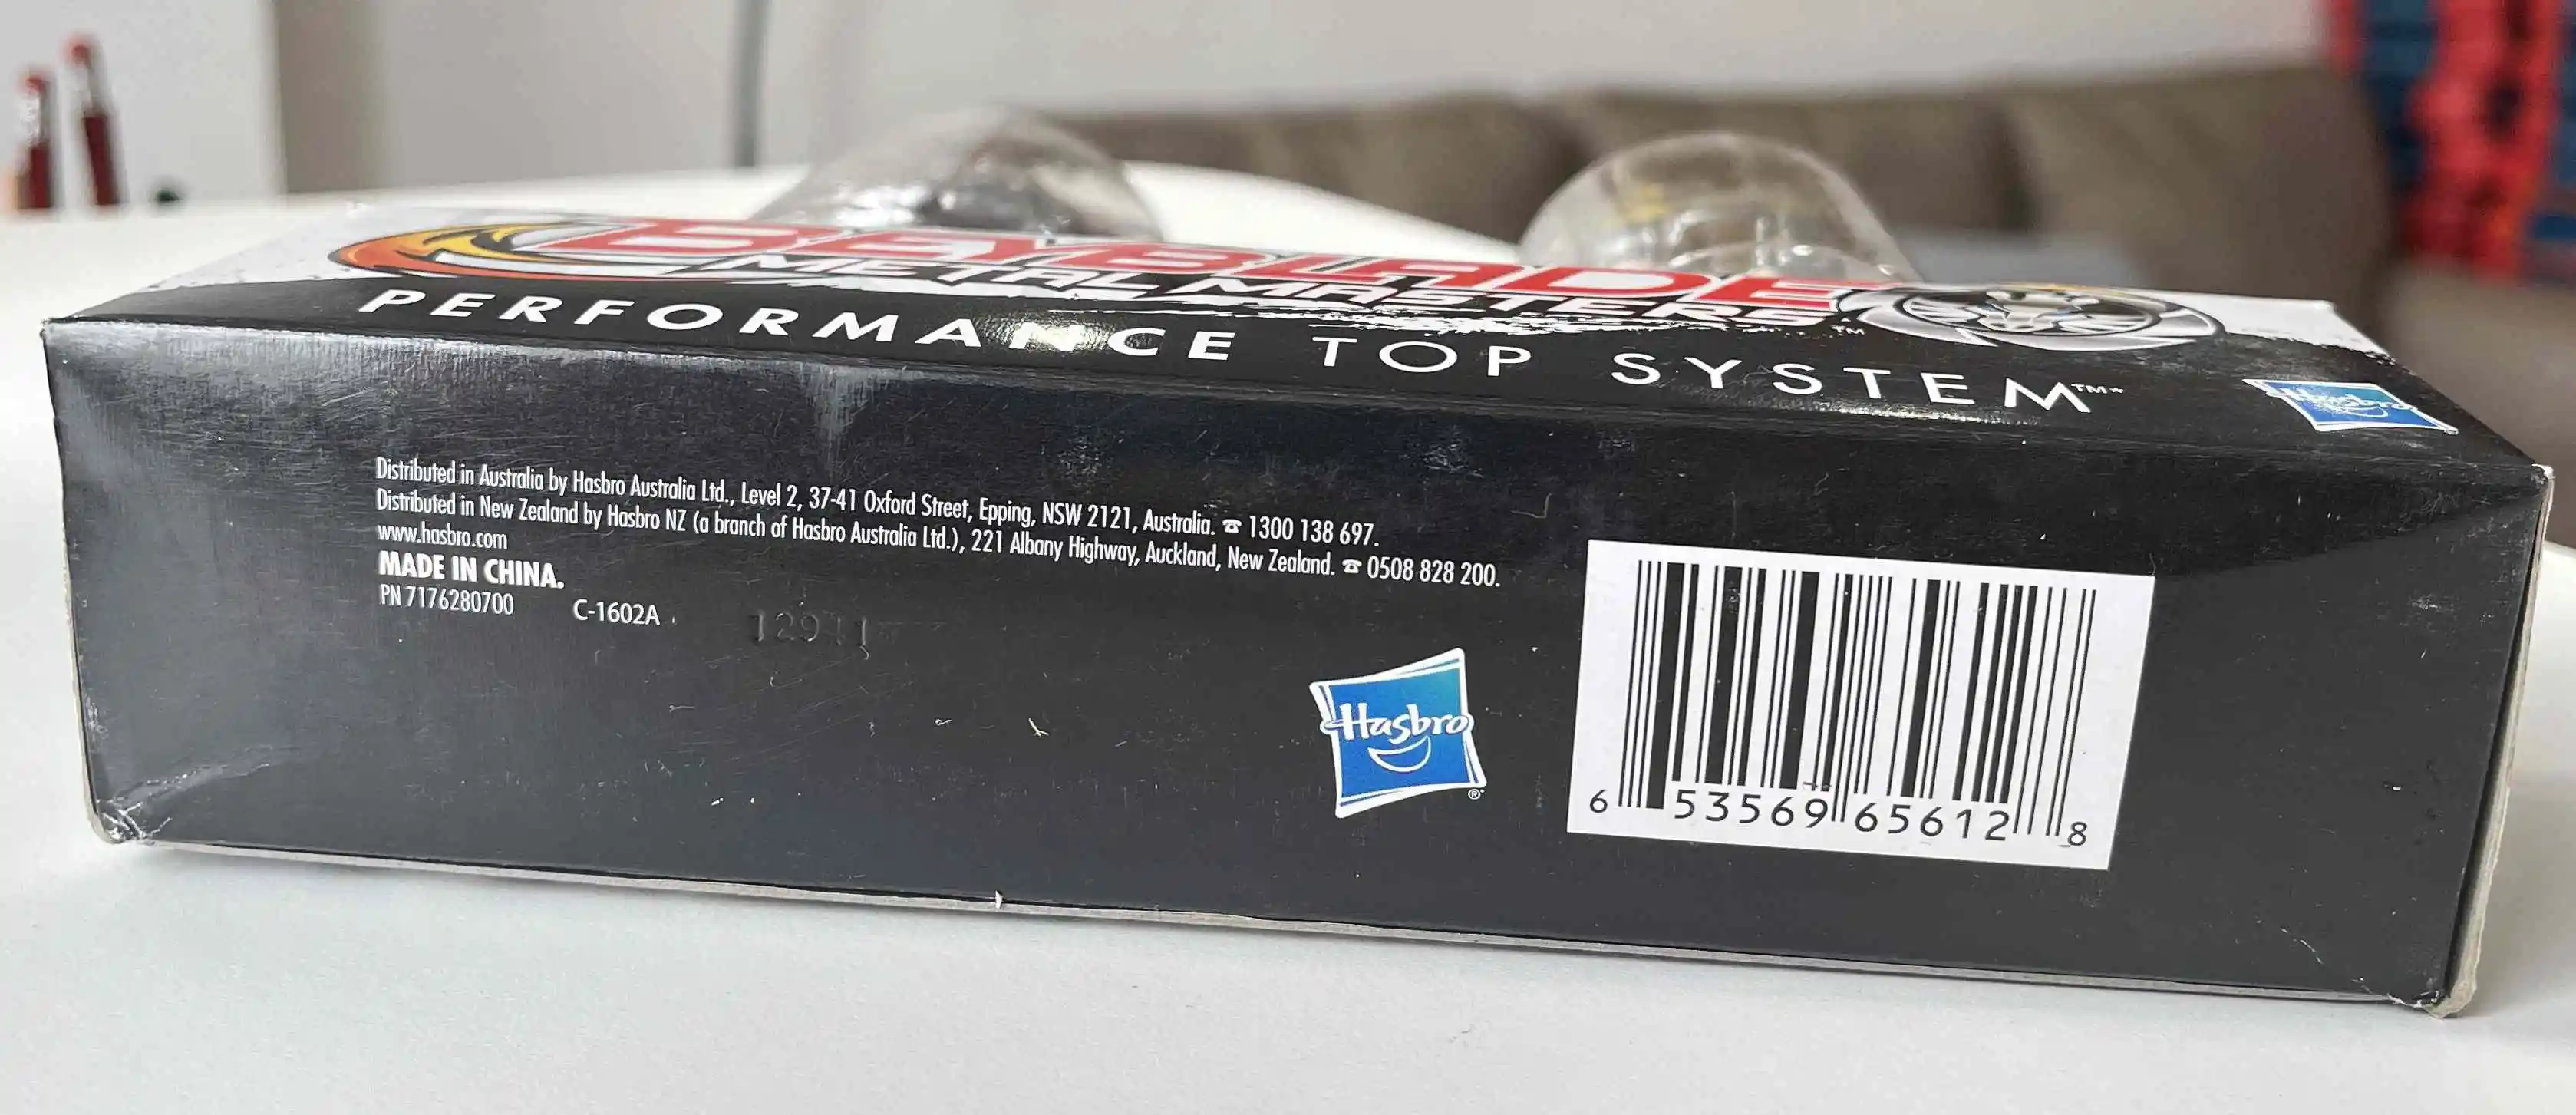 BEYBLADE
METAL MASTERS™
PERFORMANCE TOP SYSTEM™*
Hasbro
Distributed in Australia by Hasbro Australia Ltd., Level 2, 37-41 Oxford Street, Epping, NSW 2121, Australia. ☎ 1300 138 697.
Distributed in New Zealand by Hasbro NZ (a branch of Hasbro Australia Ltd.), 221 Albany Highway, Auckland, New Zealand. ☎ 0508 828 200.
www.hasbro.com
MADE IN CHINA.
PN 7176280700 C-1602A
Hasbro®
6 53569 65612 8